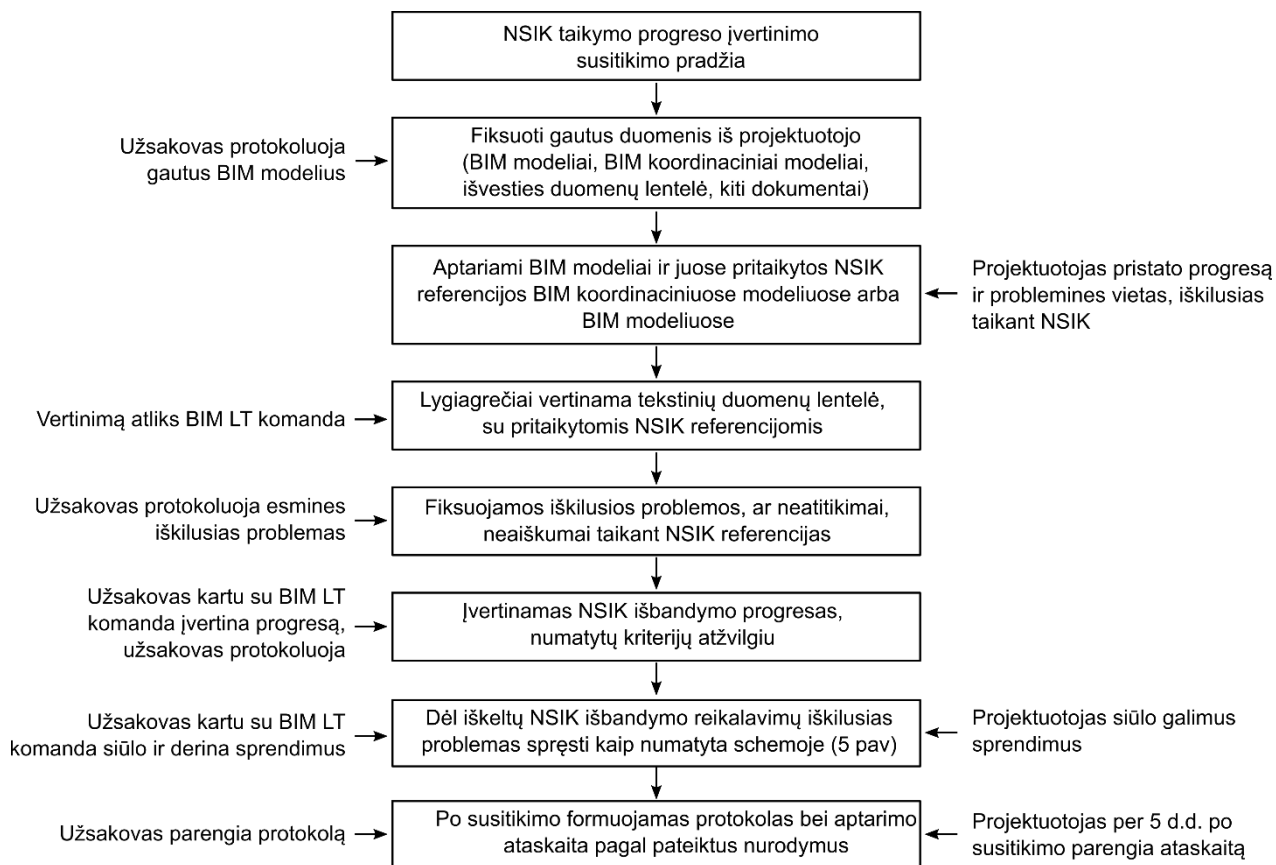 NSIK taikymo progreso įvertinimo
susitikimo pradžia
Užsakovas protokoluoja
gautus BIM modelius
Fiksuoti gautus duomenis iš projektuotojo
(BIM modeliai, BIM koordinaciniai modeliai,
išvesties duomenų lentelė, kiti dokumentai)
Aptariami BIM modeliai ir juose pritaikytos NSIK
referencijos BIM koordinaciniuose modeliuose arba
BIM modeliuose
Projektuotojas pristato progresą
ir problemines vietas, iškilusias
taikant NSIK
Vertinimą atliks BIM LT komanda
Lygiagrečiai vertinama tekstinių duomenų lentelė,
su pritaikytomis NSIK referencijomis
Užsakovas protokoluoja esmines
iškilusias problemas
Fiksuojamos iškilusios problemos, ar neatitikimai,
neaiškumai taikant NSIK referencijas
Užsakovas kartu su BIM LT
komanda įvertina progresą,
užsakovas protokoluoja
Įvertinamas NSIK išbandymo progresas,
numatytų kriterijų atžvilgiu
Užsakovas kartu su BIM LT
komanda siūlo ir derina sprendimus
Dėl iškeltų NSIK išbandymo reikalavimų iškilusias
problemas spręsti kaip numatyta schemoje (5 pav)
Projektuotojas siūlo galimus
sprendimus
Užsakovas parengia protokolą
Po susitikimo formuojamas protokolas bei aptarimo
ataskaita pagal pateiktus nurodymus
Projektuotojas per 5 d.d. po
susitikimo parengia ataskaitą